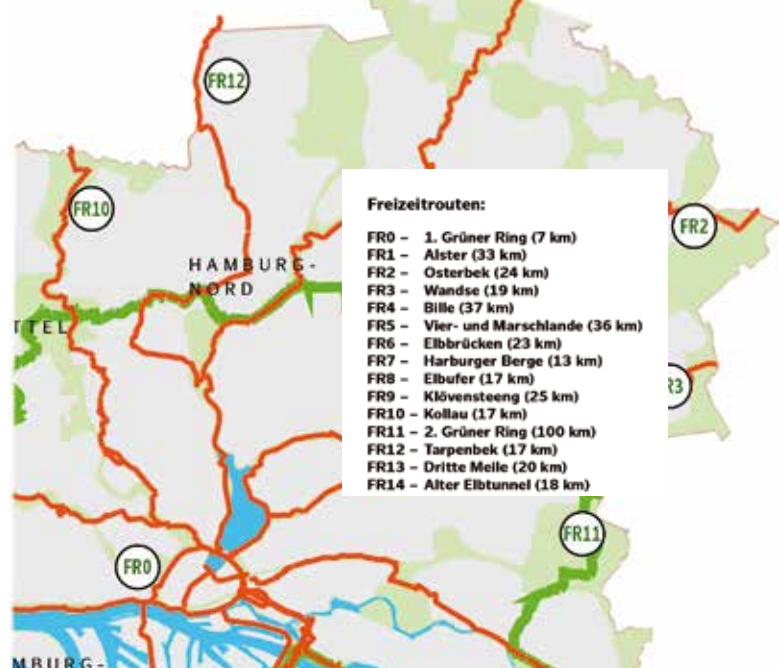 FR12
FR10
FR2
HAMBURG-
NORD
TTEL
Freizeitrouten:
FR0 – 1. Grüner Ring (7 km)
FR1 – Alster (33 km)
FR2 – Osterbek (24 km)
FR3 – Wandse (19 km)
FR4 – Bille (37 km)
FR5 – Vier- und Marschlande (36 km)
FR6 – Elbbrücken (23 km)
FR7 – Harburger Berge (13 km)
FR8 – Elbufer (17 km)
FR9 – Klövensteeng (25 km)
FR10 – Kollau (17 km)
FR11 – 2. Grüner Ring (100 km)
FR12 – Tarpenbek (17 km)
FR13 – Dritte Meile (20 km)
FR14 – Alter Elbtunnel (18 km)
R3
FR11
FR0
MBURG-